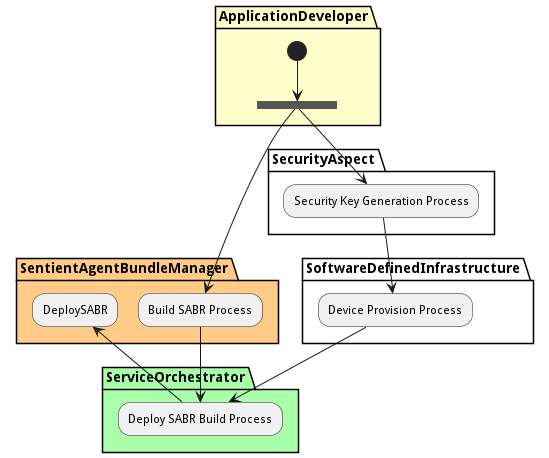 ApplicationDeveloper
SecurityAspect
Security Key Generation Process
SentientAgentBundleManager
SoftwareDefinedInfrastructure
DeploySABR
Build SABR Process
Device Provision Process
ServiceOrchestrator
Deploy SABR Build Process